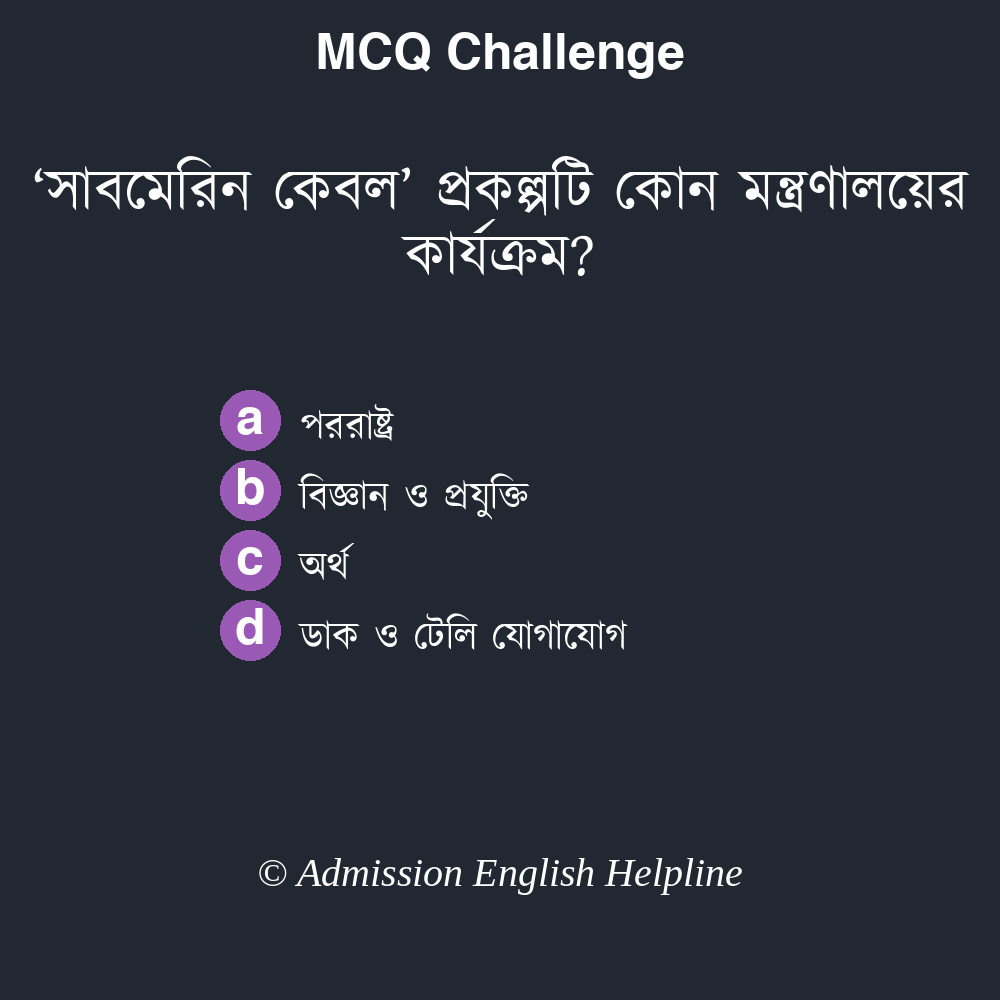 MCQ Challenge
‘সাবমেরিন কেবল’ প্রকল্পটি কোন মন্ত্রণালয়ের
কার্যক্রম?
a পররাষ্ট্র
b বিজ্ঞান ও প্রযুক্তি
c অর্থ
d ডাক ও টেলি যোগাযোগ
© Admission English Helpline